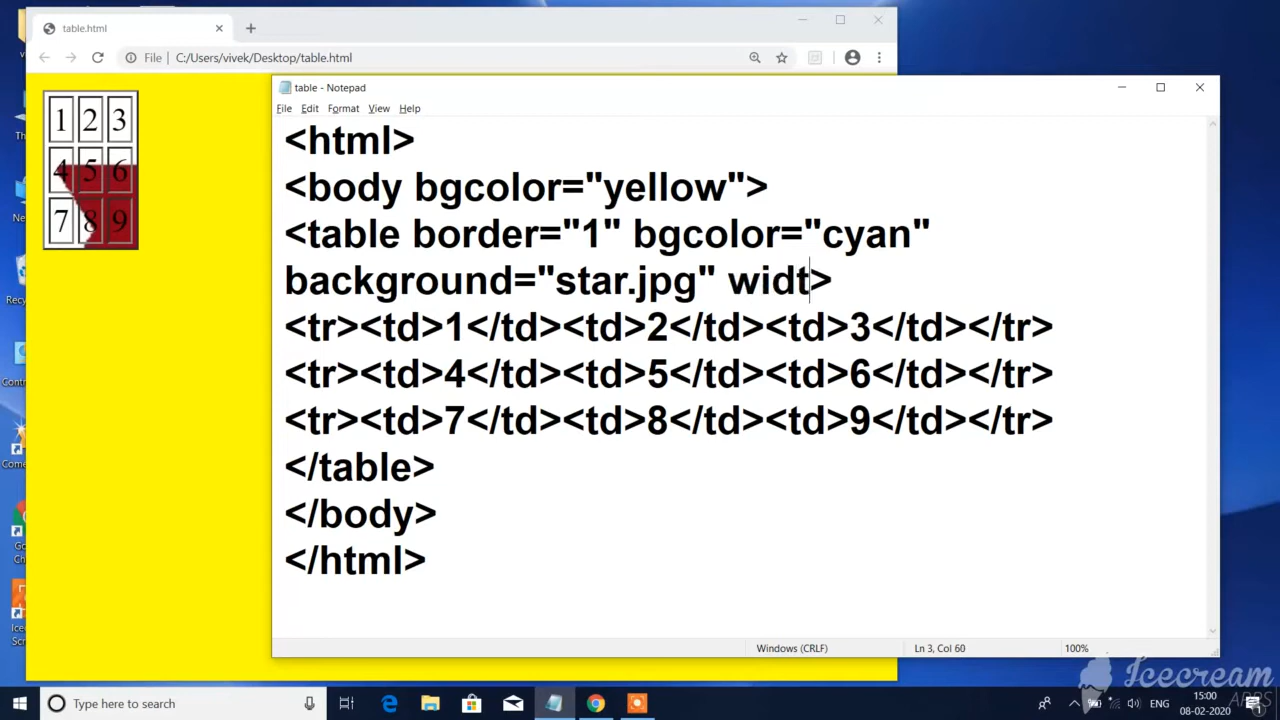 table.html
File
C:/Users/vivek/Desktop/table.html
1 2 3
4 5 6
7 8 9
table - Notepad
File Edit Format View Help
<html>
<body bgcolor="yellow">
<table border="1" bgcolor="cyan"
background="star.jpg" widt>
<tr><td>1</td><td>2</td><td>3</td></tr>
<tr><td>4</td><td>5</td><td>6</td></tr>
<tr><td>7</td><td>8</td><td>9</td></tr>
</table>
</body>
</html>
Windows (CRLF) Ln 3, Col 60 100%
Icecream
APPS
Type here to search
ENG
15:00
08-02-2020